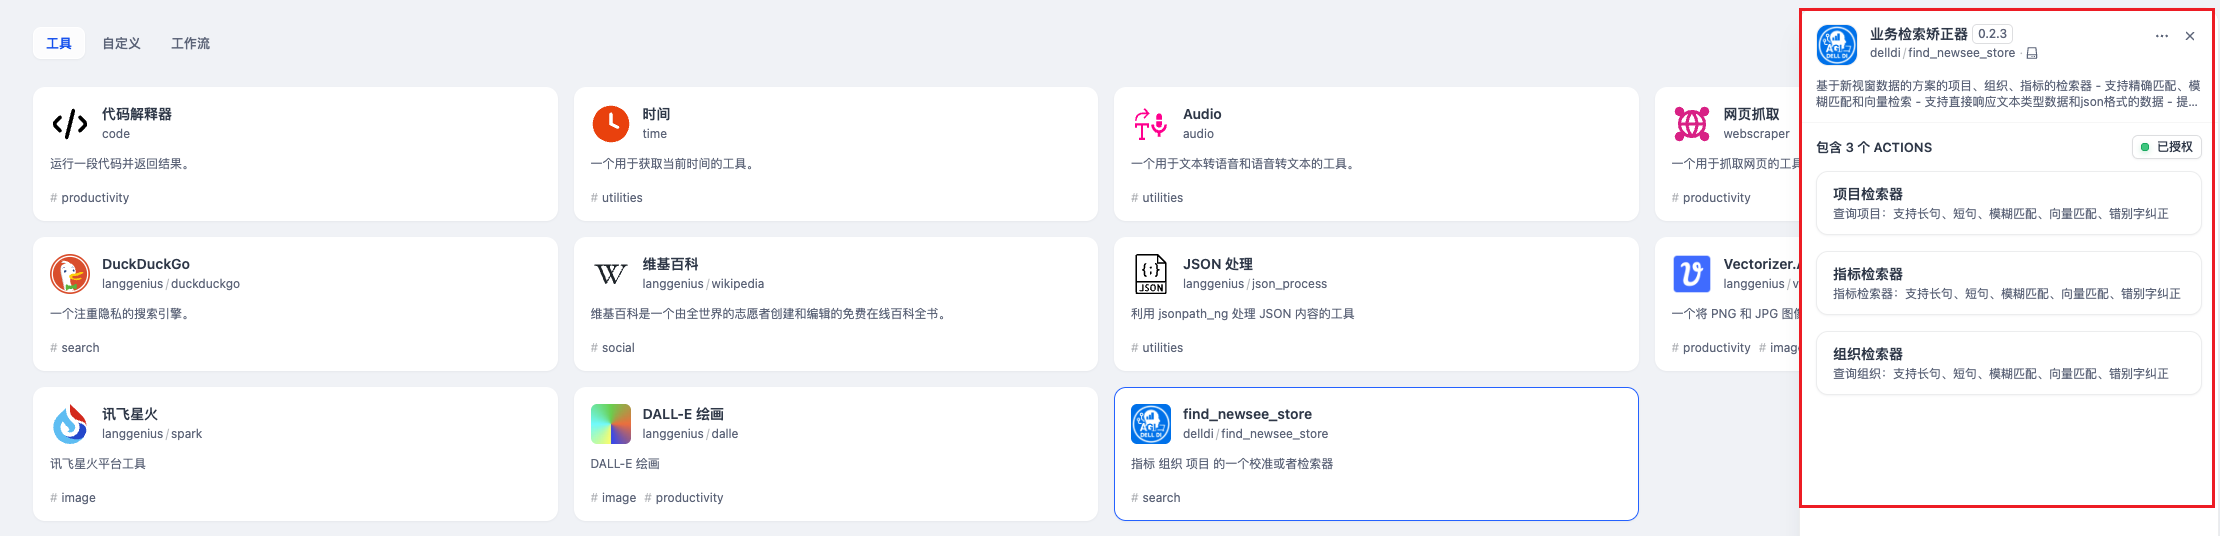 工具 自定义 工作流
代码解释器
code
运行一段代码并返回结果。
# productivity
时间
time
一个用于获取当前时间的工具。
# utilities
Audio
audio
一个用于文本转语音和语音转文本的工具。
# utilities
网页抓取
webscraper
一个用于抓取网页的工具
# productivity
DuckDuckGo
langgenius / duckduckgo
一个注重隐私的搜索引擎。
# search
维基百科
langgenius / wikipedia
维基百科是一个由全世界的志愿者创建和编辑的免费在线百科全书。
# social
JSON
JSON 处理
langgenius / json_process
利用 jsonpath_ng 处理 JSON 内容的工具
# utilities
Vectorizer.
langgenius / v
一个将 PNG 和 JPG 图
# productivity # imag
讯飞星火
langgenius / spark
讯飞星火平台工具
# image
DALL-E 绘画
langgenius / dalle
DALL-E 绘画
# image # productivity
AGI
DELL DI
find_newsee_store
delldi / find_newsee_store
指标 组织 项目 的一个校准或者检索器
# search
AGI
DELL DI
业务检索矫正器 0.2.3
delldi / find_newsee_store ·
基于新视窗数据的方案的项目、组织、指标的检索器 - 支持精确匹配、模
糊匹配和向量检索 - 支持直接响应文本类型数据和json格式的数据 - 提...
包含 3 个 ACTIONS
已授权
项目检索器
查询项目：支持长句、短句、模糊匹配、向量匹配、错别字纠正
指标检索器
指标检索器：支持长句、短句、模糊匹配、向量匹配、错别字纠正
组织检索器
查询组织：支持长句、短句、模糊匹配、向量匹配、错别字纠正